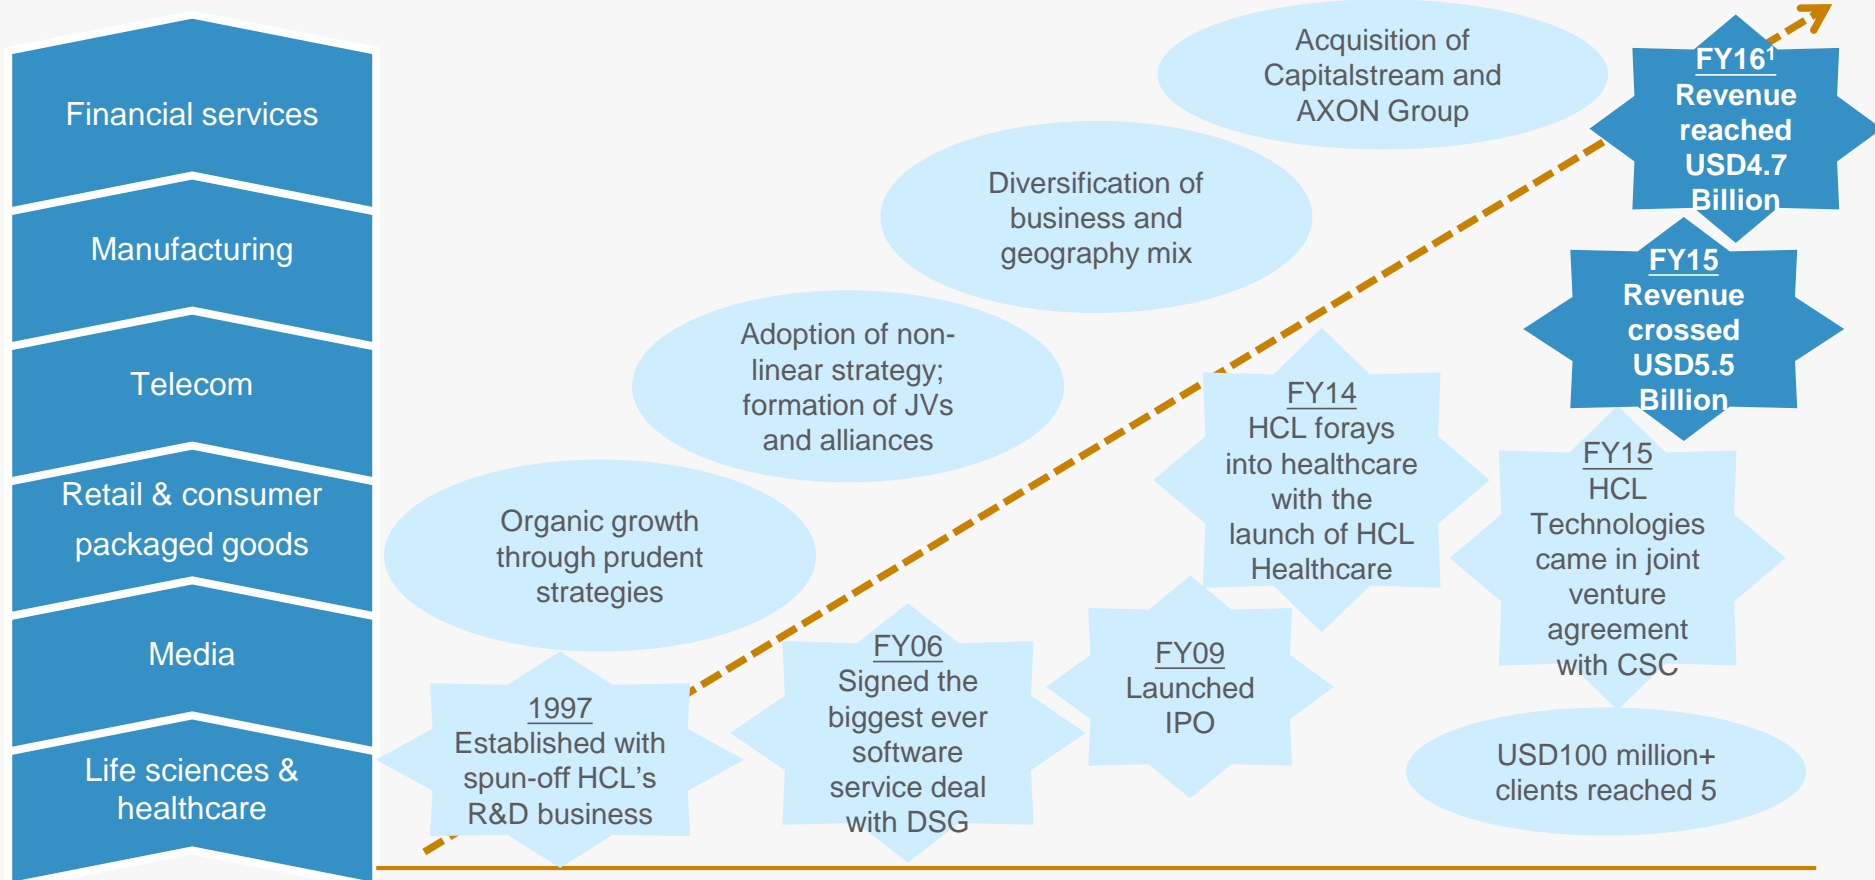 Financial services
Manufacturing
Telecom
Retail & consumer
packaged goods
Media
Life sciences &
healthcare
Organic growth
through prudent
strategies
Adoption of non-
linear strategy;
formation of JVs
and alliances
Diversification of
business and
geography mix
Acquisition of
Capitalstream and
AXON Group
1997
Established with
spun-off HCL’s
R&D business
FY06
Signed the
biggest ever
software
service deal
with DSG
FY09
Launched
IPO
FY14
HCL forays
into healthcare
with the
launch of HCL
Healthcare
FY15
HCL
Technologies
came in joint
venture
agreement
with CSC
FY15
Revenue
crossed
USD5.5
Billion
FY16¹
Revenue
reached
USD4.7
Billion
USD100 million+
clients reached 5